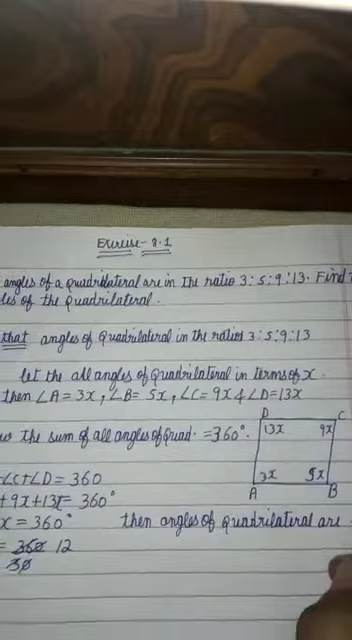 Exercise - 8.1
angles of a quadrilateral are in the ratio 3:5:9:13. Find
les of the quadrilateral.
that angles of Quadrilateral in the ratios 3:5:9:13
let the all angles of Quadrilateral in terms of x.
then ∠A = 3x, ∠B = 5x, ∠C = 9x & ∠D = 13x
D C
the sum of all angles of Quad. = 360°. 13x 9x
∠C + ∠D = 360
3x 5x
+ 9x + 13x = 360° A B
x = 360° then angles of quadrilateral are
= 360 12
30